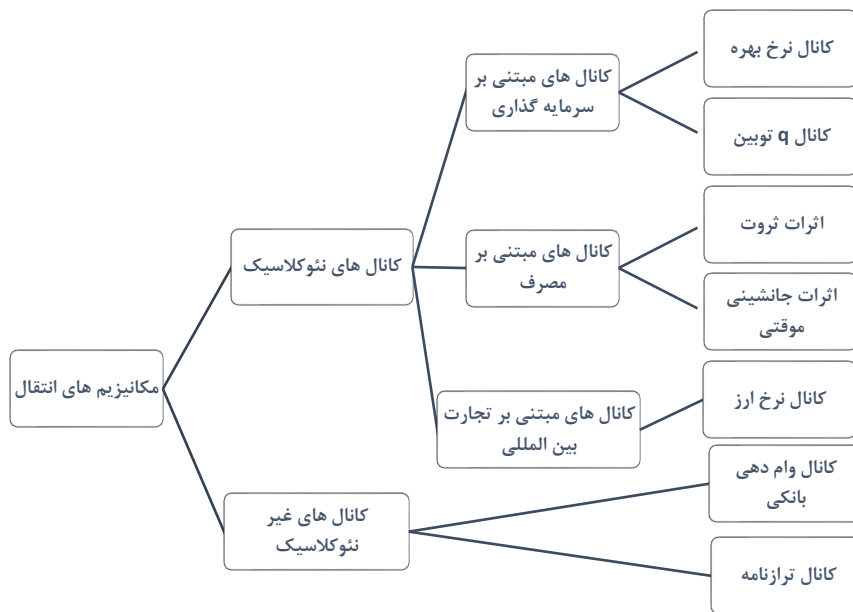 کانال نرخ بهره
کانال های مبتنی بر
سرمایه گذاری
کانال q توبین
اثرات ثروت
کانال های مبتنی بر
مصرف
کانال های نئوکلاسیک
اثرات جانشینی
موقتی
مکانیزیم های انتقال
کانال نرخ ارز
کانال های مبتنی بر تجارت
بین المللی
کانال وام دهی
بانکی
کانال های غیر
نئوکلاسیک
کانال ترازنامه